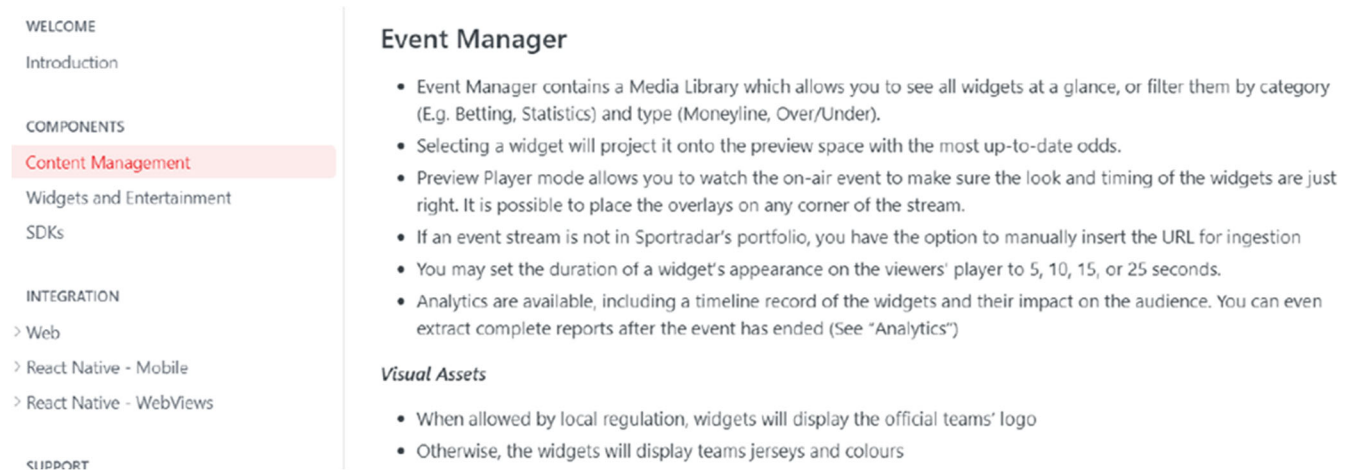 WELCOME
Introduction
COMPONENTS
Content Management
Widgets and Entertainment
SDKs
INTEGRATION
Web
React Native - Mobile
React Native - WebViews
SUPPORT
Event Manager
• Event Manager contains a Media Library which allows you to see all widgets at a glance, or filter them by category
(E.g. Betting, Statistics) and type (Moneyline, Over/Under).
• Selecting a widget will project it onto the preview space with the most up-to-date odds.
• Preview Player mode allows you to watch the on-air event to make sure the look and timing of the widgets are just
right. It is possible to place the overlays on any corner of the stream.
• If an event stream is not in Sportradar's portfolio, you have the option to manually insert the URL for ingestion
• You may set the duration of a widget's appearance on the viewers' player to 5, 10, 15, or 25 seconds.
• Analytics are available, including a timeline record of the widgets and their impact on the audience. You can even
extract complete reports after the event has ended (See "Analytics")
Visual Assets
• When allowed by local regulation, widgets will display the official teams' logo
• Otherwise, the widgets will display teams jerseys and colours